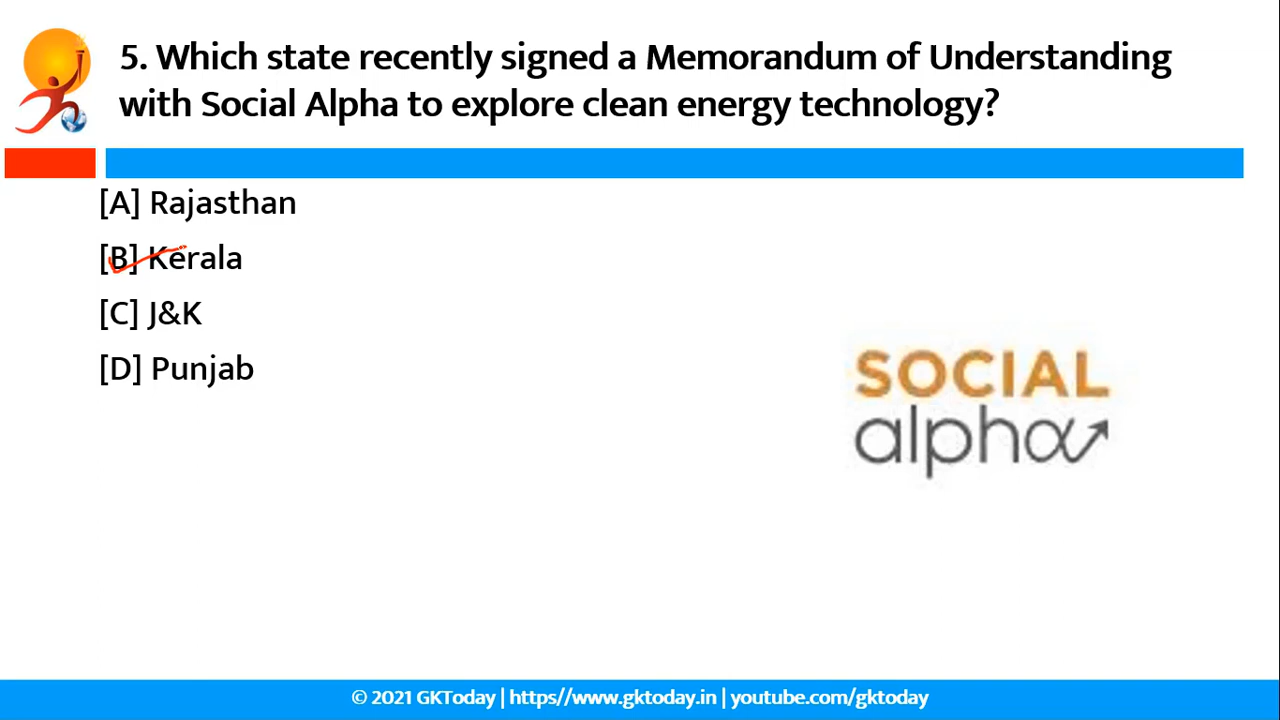 5. Which state recently signed a Memorandum of Understanding
with Social Alpha to explore clean energy technology?
[A] Rajasthan
[B] Kerala
[C] J&K
[D] Punjab
SOCIAL
alpha
© 2021 GKToday | https//www.gktoday.in | youtube.com/gktoday